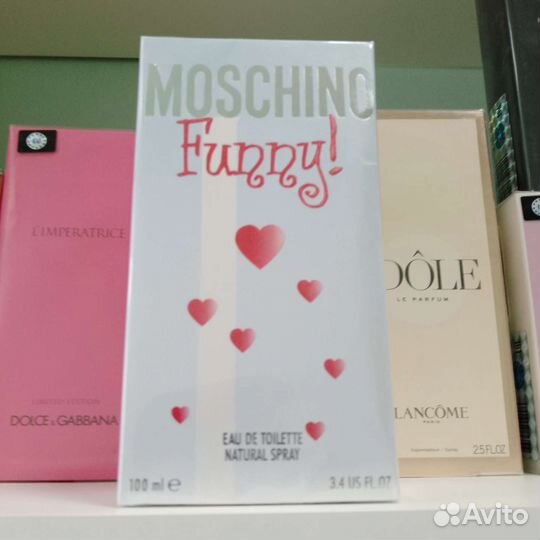 MOSCHINO
Funny!
EAU DE TOILETTE
NATURAL SPRAY
100 ml e
3.4 US FL.OZ
L'IMPERATRICE
LIMITED EDITION
DOLCE & GABBANA
DÔLE
LE PARFUM
LANCÔME
PARIS
2.5 FL.OZ
Avito